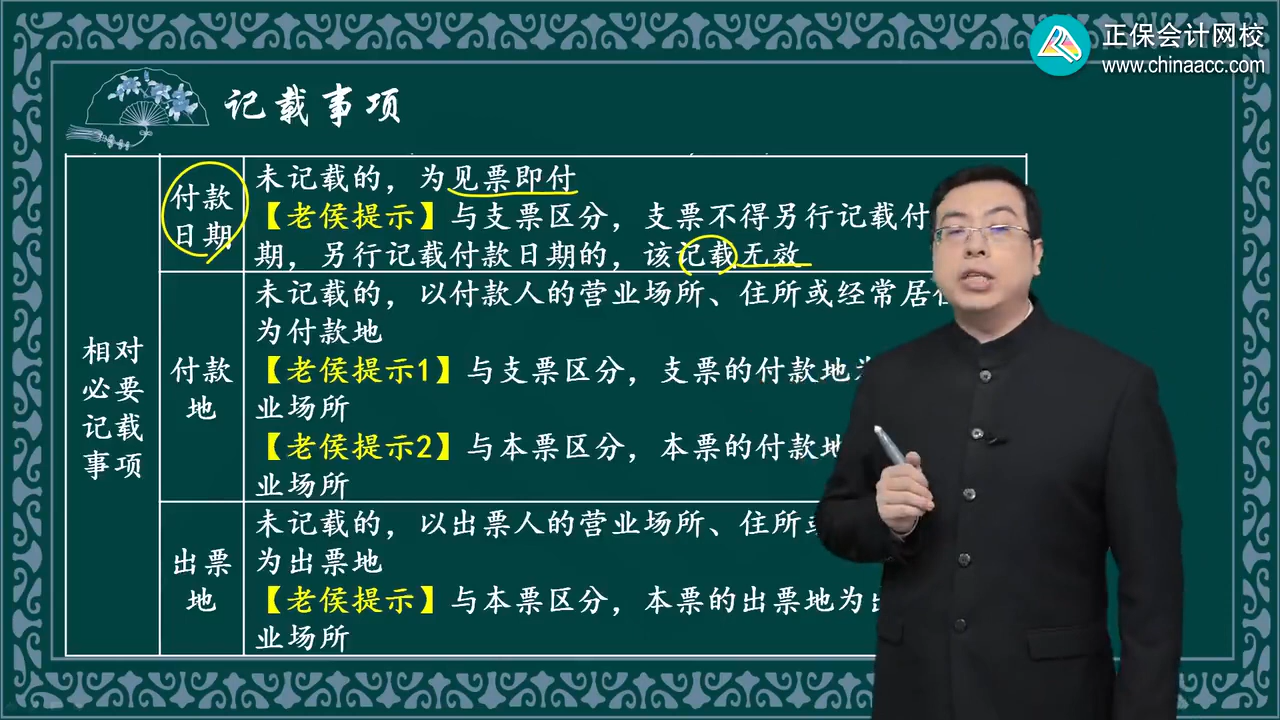 正保会计网校
www.chinaacc.com
记载事项
相对
必要
记载
事项
付款
日期
未记载的，为见票即付
【老侯提示】与支票区分，支票不得另行记载付
期，另行记载付款日期的，该记载无效
付款
地
未记载的，以付款人的营业场所、住所或经常居住
为付款地
【老侯提示1】与支票区分，支票的付款地为
业场所
【老侯提示2】与本票区分，本票的付款地
业场所
出票
地
未记载的，以出票人的营业场所、住所或
为出票地
【老侯提示】与本票区分，本票的出票地为出
业场所